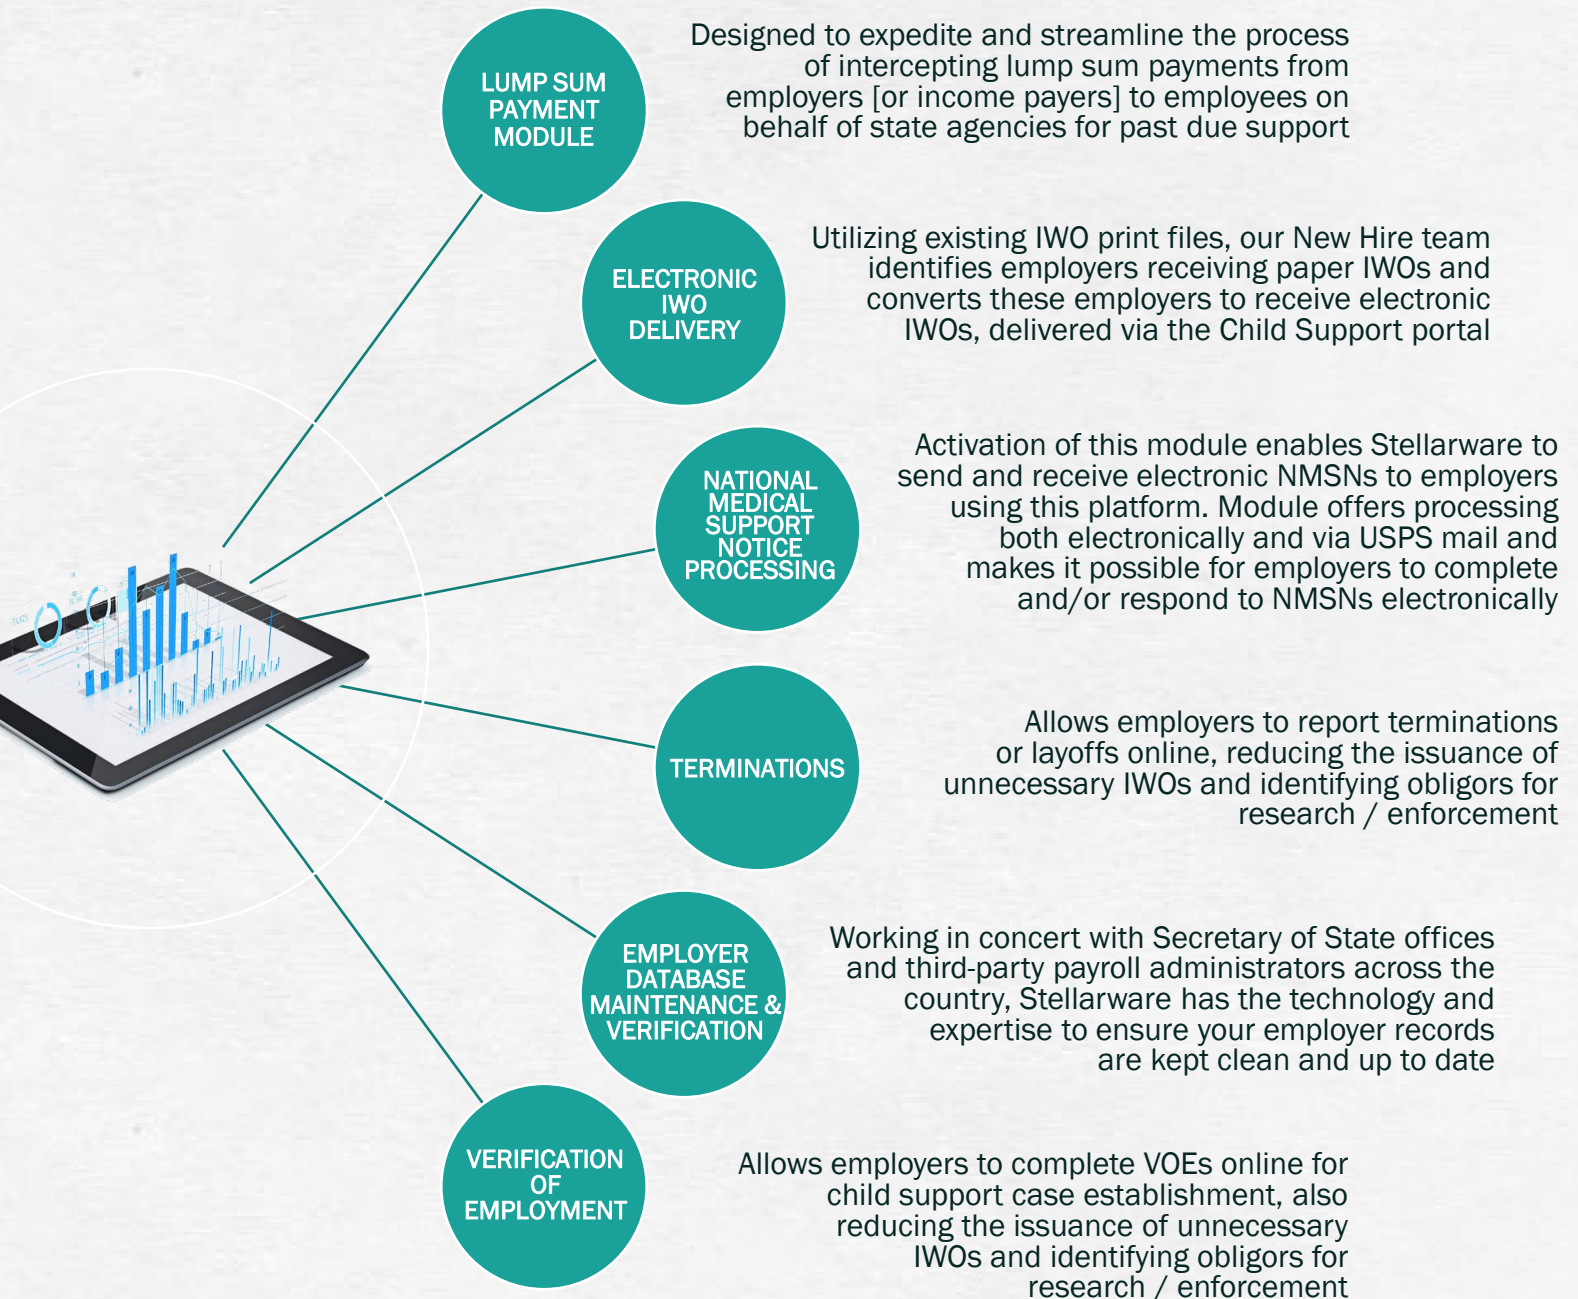 LUMP SUM
PAYMENT
MODULE
Designed to expedite and streamline the process
of intercepting lump sum payments from
employers [or income payers] to employees on
behalf of state agencies for past due support
ELECTRONIC
IWO
DELIVERY
Utilizing existing IWO print files, our New Hire team
identifies employers receiving paper IWOs and
converts these employers to receive electronic
IWOs, delivered via the Child Support portal
NATIONAL
MEDICAL
SUPPORT
NOTICE
PROCESSING
Activation of this module enables Stellarware to
send and receive electronic NMSNs to employers
using this platform. Module offers processing
both electronically and via USPS mail and
makes it possible for employers to complete
and/or respond to NMSNs electronically
TERMINATIONS
Allows employers to report terminations
or layoffs online, reducing the issuance of
unnecessary IWOs and identifying obligors for
research / enforcement
EMPLOYER
DATABASE
MAINTENANCE &
VERIFICATION
Working in concert with Secretary of State offices
and third-party payroll administrators across the
country, Stellarware has the technology and
expertise to ensure your employer records
are kept clean and up to date
VERIFICATION
OF
EMPLOYMENT
Allows employers to complete VOEs online for
child support case establishment, also
reducing the issuance of unnecessary
IWOs and identifying obligors for
research / enforcement